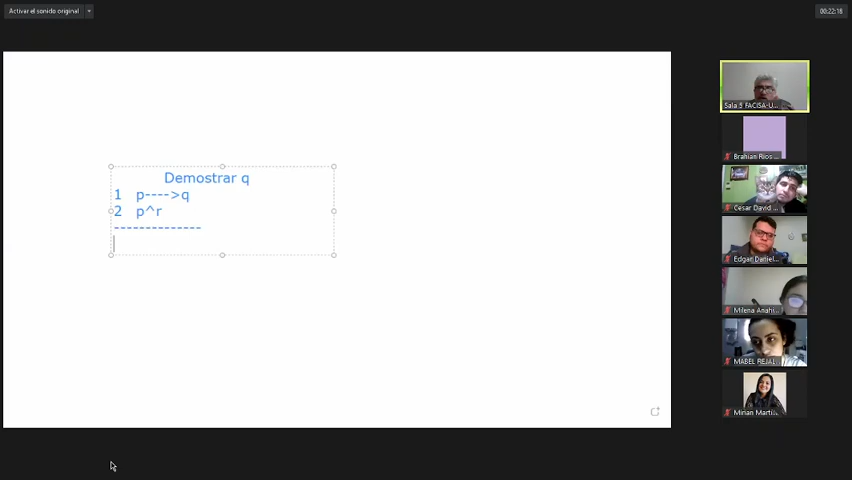 Activar el sonido original
00:22:18
Demostrar q
1 p---->q
2 p^r
--------------
Sala 5 FACISA-U...
Brahian Rios ...
Cesar David ...
Edgar Daniel...
Milena Anahi...
MABEL REJAL...
Mirian Marti...